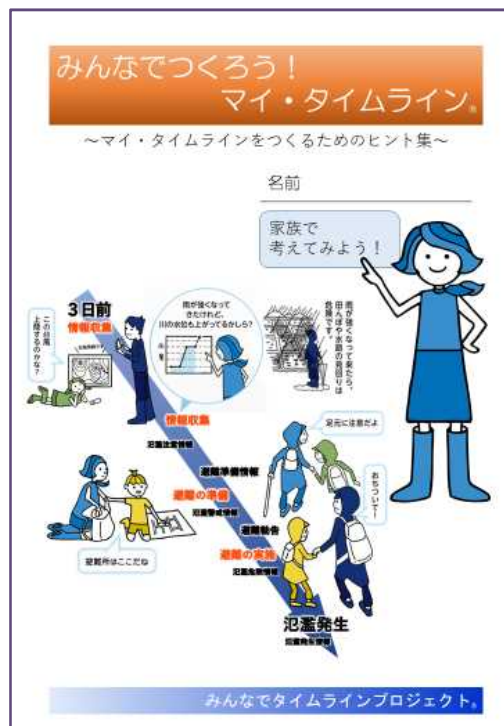 みんなでつくろう！
マイ・タイムライン®
～マイ・タイムラインをつくるためのヒント集～
名前
家族で
考えてみよう！
3日前
情報収集
この台風
上陸するのかな？
雨が強くなって
きたけれど、
川の水位も上がってるかしら？
雨が強くなって来たら、
田んぼや水路の見回りは
危険です。
情報収集
氾濫注意情報
足元に注意だよ
避難準備情報
避難の準備
氾濫警戒情報
おちついてー
避難勧告
避難所はここだね
避難の実施
氾濫危険情報
氾濫発生
氾濫発生情報
みんなでタイムラインプロジェクト®